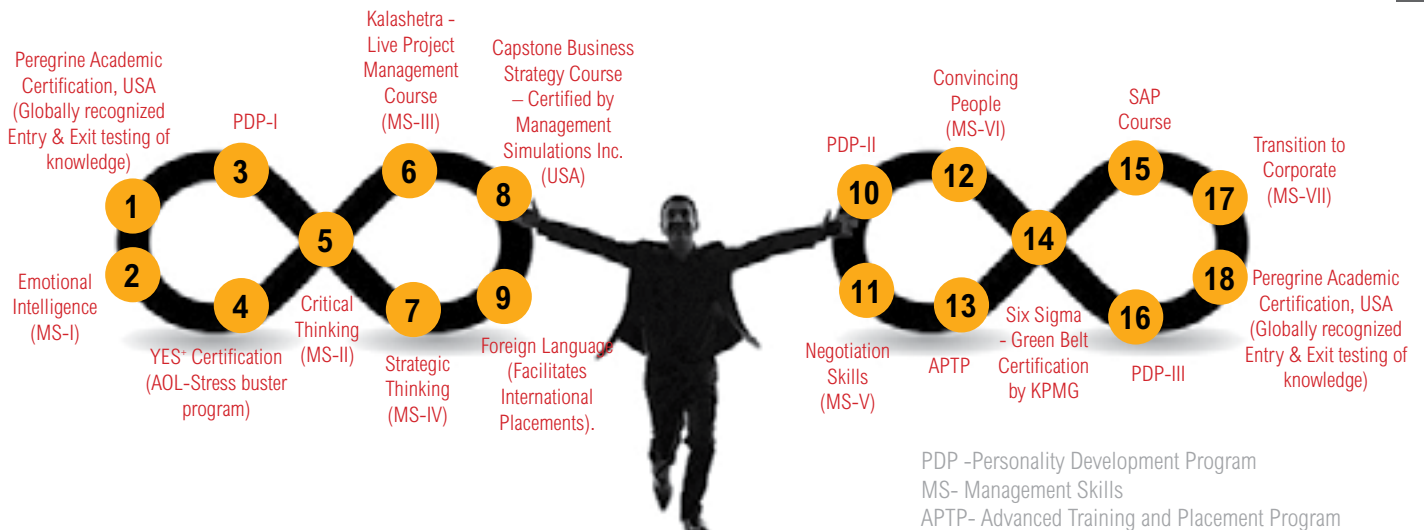 Peregrine Academic
Certification, USA
(Globally recognized
Entry & Exit testing of
knowledge)
1
Emotional
Intelligence
(MS-I)
2
PDP-I
3
YES+ Certification
(AOL-Stress buster
program)
4
Critical
Thinking
(MS-II)
5
Kalashetra -
Live Project
Management
Course
(MS-III)
6
Strategic
Thinking
(MS-IV)
7
Capstone Business
Strategy Course
– Certified by
Management
Simulations Inc.
(USA)
8
Foreign Language
(Facilitates
International
Placements).
9
PDP-II
10
Negotiation
Skills
(MS-V)
11
Convincing
People
(MS-VI)
12
APTP
13
Six Sigma
- Green Belt
Certification
by KPMG
14
SAP
Course
15
PDP-III
16
Transition to
Corporate
(MS-VII)
17
Peregrine Academic
Certification, USA
(Globally recognized
Entry & Exit testing of
knowledge)
18
PDP -Personality Development Program
MS- Management Skills
APTP- Advanced Training and Placement Program